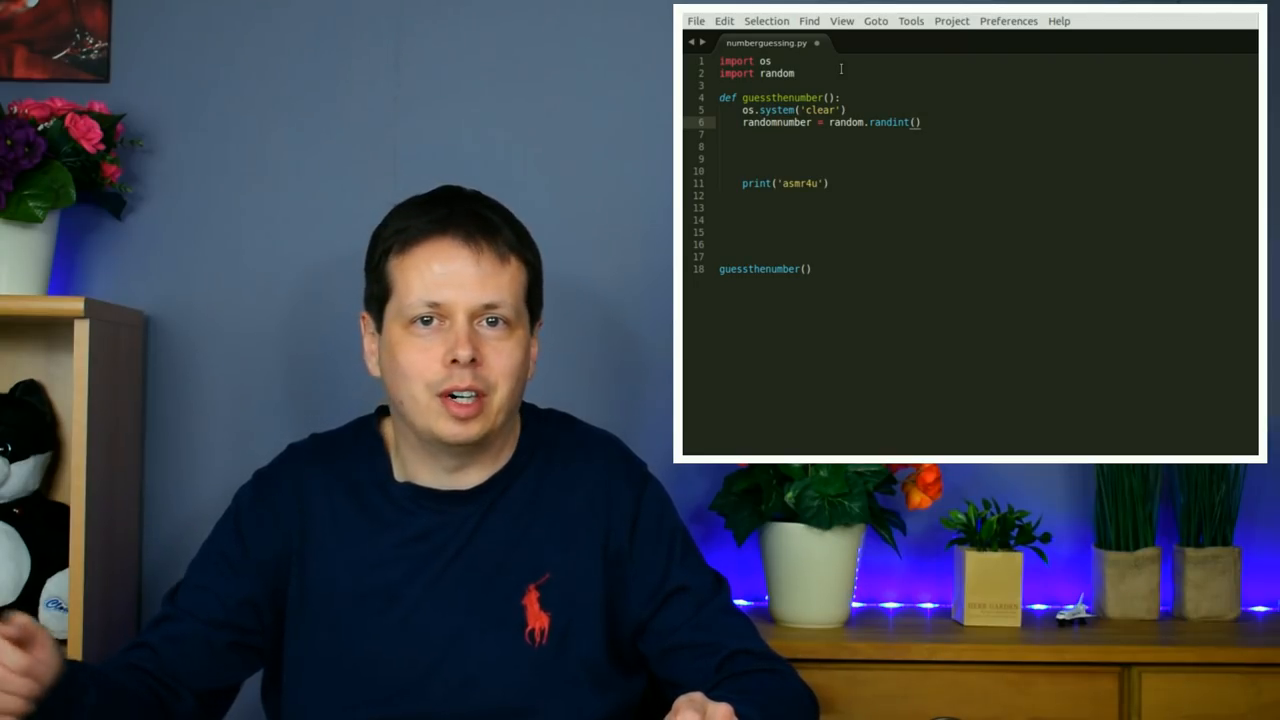 File Edit Selection Find View Goto Tools Project Preferences Help
numberguessing.py
1 import os
2 import random
3
4 def guessthenumber():
5 os.system('clear')
6 randomnumber = random.randint()
7
8
9
10
11 print('asmr4u')
12
13
14
15
16
17
18 guessthenumber()
HERB GARDEN